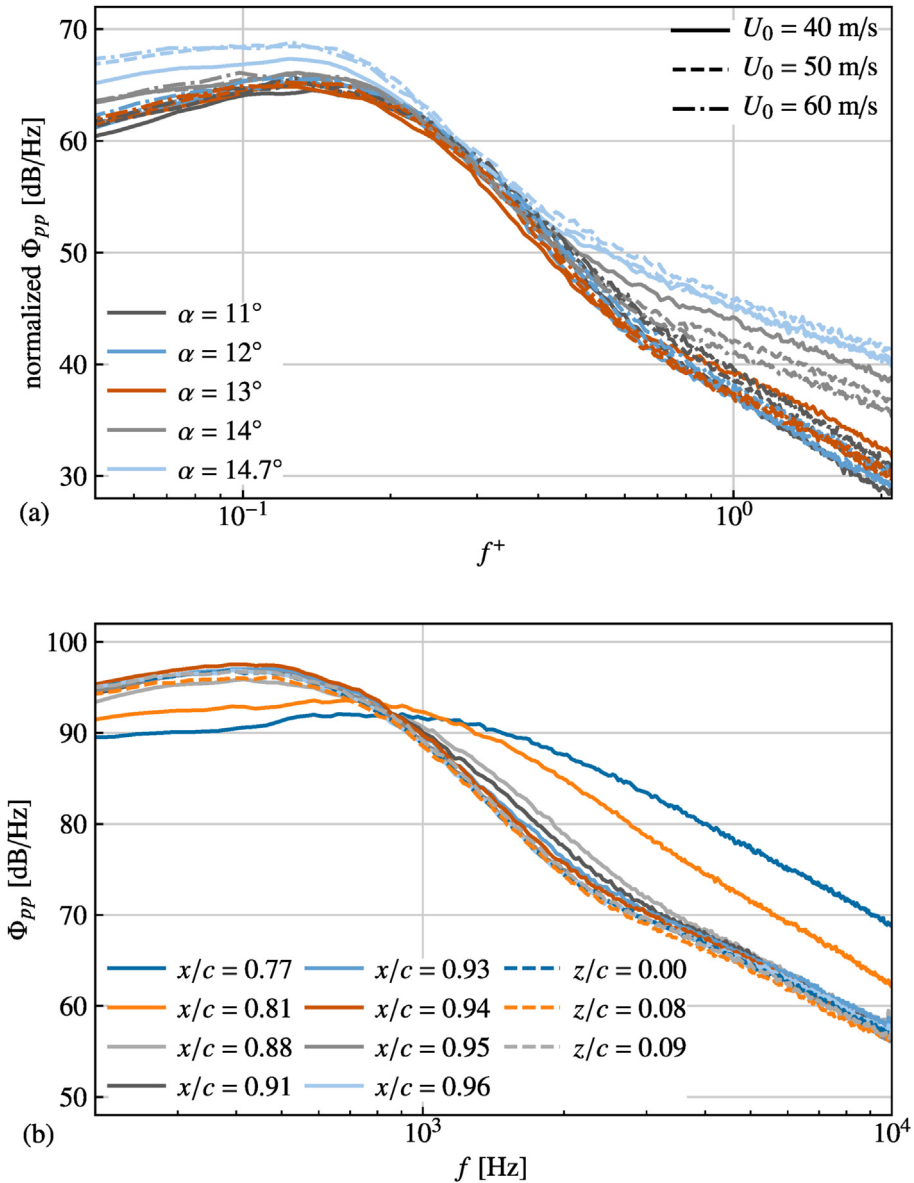 70
60
50
40
30
normalized Φpp [dB/Hz]
U0 = 40 m/s
U0 = 50 m/s
U0 = 60 m/s
α = 11°
α = 12°
α = 13°
α = 14°
α = 14.7°
(a)
10⁻¹ 10⁰
f⁺
100
90
80
70
60
50
Φpp [dB/Hz]
x/c = 0.77 x/c = 0.93 z/c = 0.00
x/c = 0.81 x/c = 0.94 z/c = 0.08
x/c = 0.88 x/c = 0.95 z/c = 0.09
x/c = 0.91 x/c = 0.96
(b)
10³ 10⁴
f [Hz]